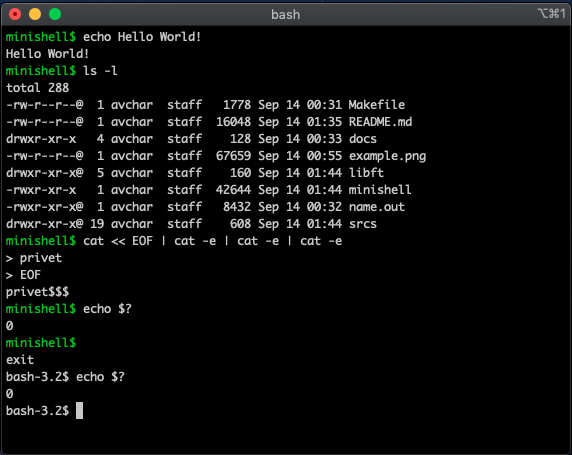 bash
⌥⌘1
minishell$ echo Hello World!
Hello World!
minishell$ ls -l
total 288
-rw-r--r--@  1 avchar  staff   1778 Sep 14 00:31 Makefile
-rw-r--r--@  1 avchar  staff  16048 Sep 14 01:35 README.md
drwxr-xr-x   4 avchar  staff    128 Sep 14 00:33 docs
-rw-r--r--@  1 avchar  staff  67659 Sep 14 00:55 example.png
drwxr-xr-x@  5 avchar  staff    160 Sep 14 01:44 libft
-rwxr-xr-x   1 avchar  staff  42644 Sep 14 01:44 minishell
-rwxr-xr-x@  1 avchar  staff   8432 Sep 14 00:32 name.out
drwxr-xr-x@ 19 avchar  staff    608 Sep 14 01:44 srcs
minishell$ cat << EOF | cat -e | cat -e | cat -e
> privet
> EOF
privet$$$
minishell$ echo $?
0
minishell$
exit
bash-3.2$ echo $?
0
bash-3.2$